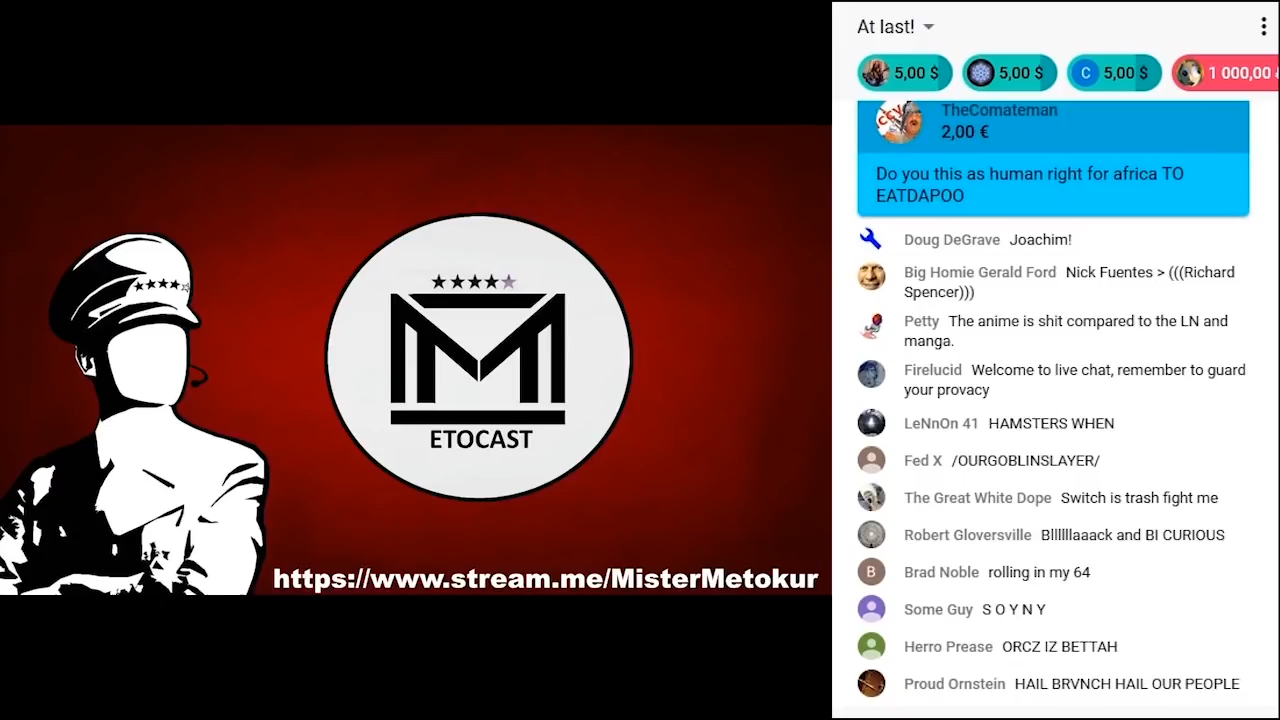 ★★★★☆
M
ETOCAST
https://www.stream.me/MisterMetokur
At last!
5,00 $
5,00 $
C 5,00 $
1 000,00
TheComateman
2,00 €
Do you this as human right for africa TO
EATDAPOO
Doug DeGrave Joachim!
Big Homie Gerald Ford Nick Fuentes > (((Richard
Spencer)))
Petty The anime is shit compared to the LN and
manga.
Firelucid Welcome to live chat, remember to guard
your provacy
LeNnOn 41 HAMSTERS WHEN
Fed X /OURGOBLINSLAYER/
The Great White Dope Switch is trash fight me
Robert Gloversville Bllllllaaack and BI CURIOUS
B Brad Noble rolling in my 64
Some Guy S O Y N Y
Herro Prease ORCZ IZ BETTAH
Proud Ornstein HAIL BRVNCH HAIL OUR PEOPLE